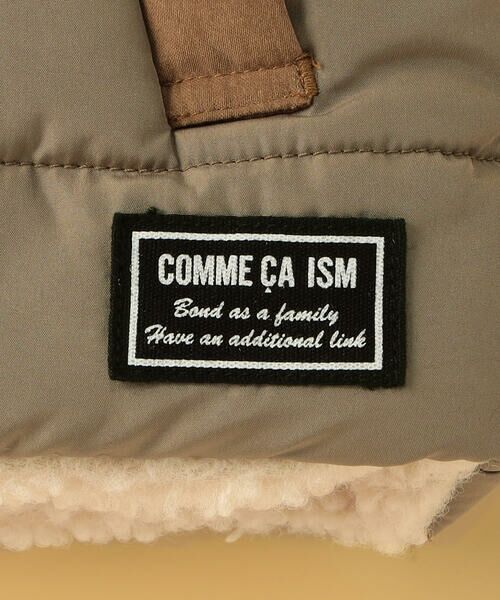 COMME ÇA ISM
Bond as a family
Have an additional link